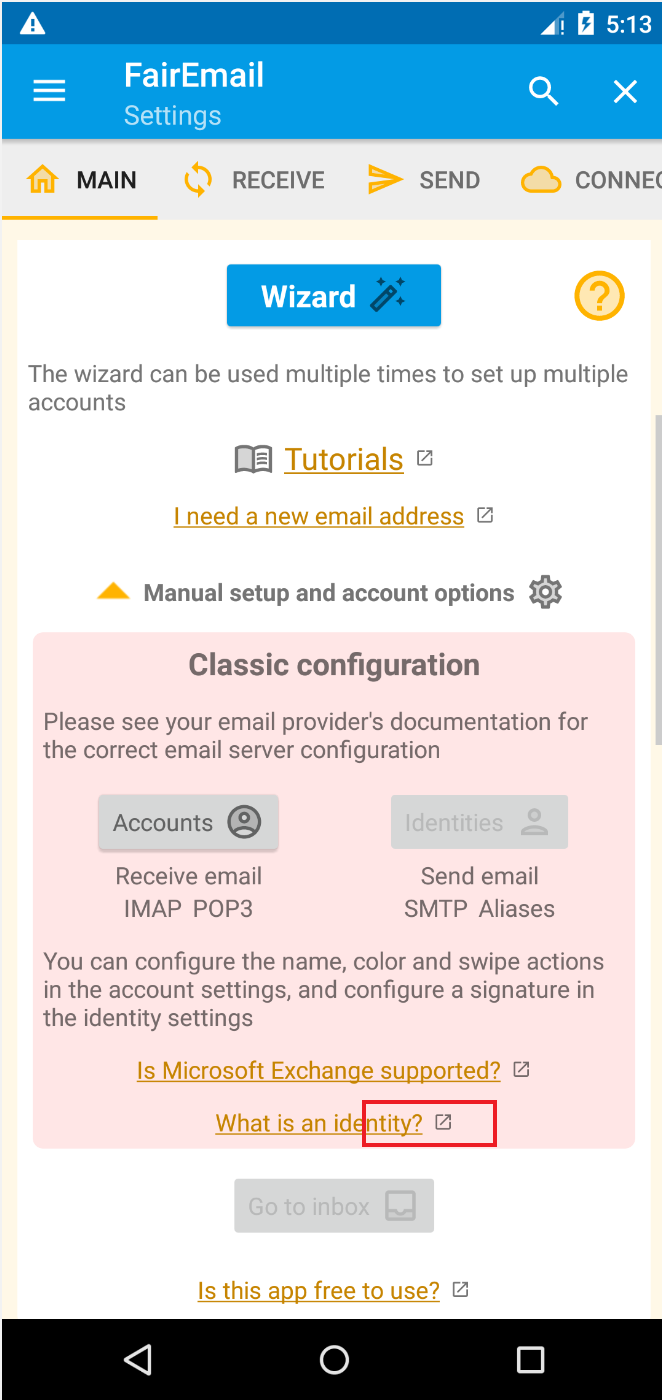 5:13
FairEmail
Settings
MAIN RECEIVE SEND CONNEC
Wizard
The wizard can be used multiple times to set up multiple
accounts
Tutorials
I need a new email address
Manual setup and account options
Classic configuration
Please see your email provider's documentation for
the correct email server configuration
Accounts Identities
Receive email Send email
IMAP POP3 SMTP Aliases
You can configure the name, color and swipe actions
in the account settings, and configure a signature in
the identity settings
Is Microsoft Exchange supported?
What is an identity?
Go to inbox
Is this app free to use?